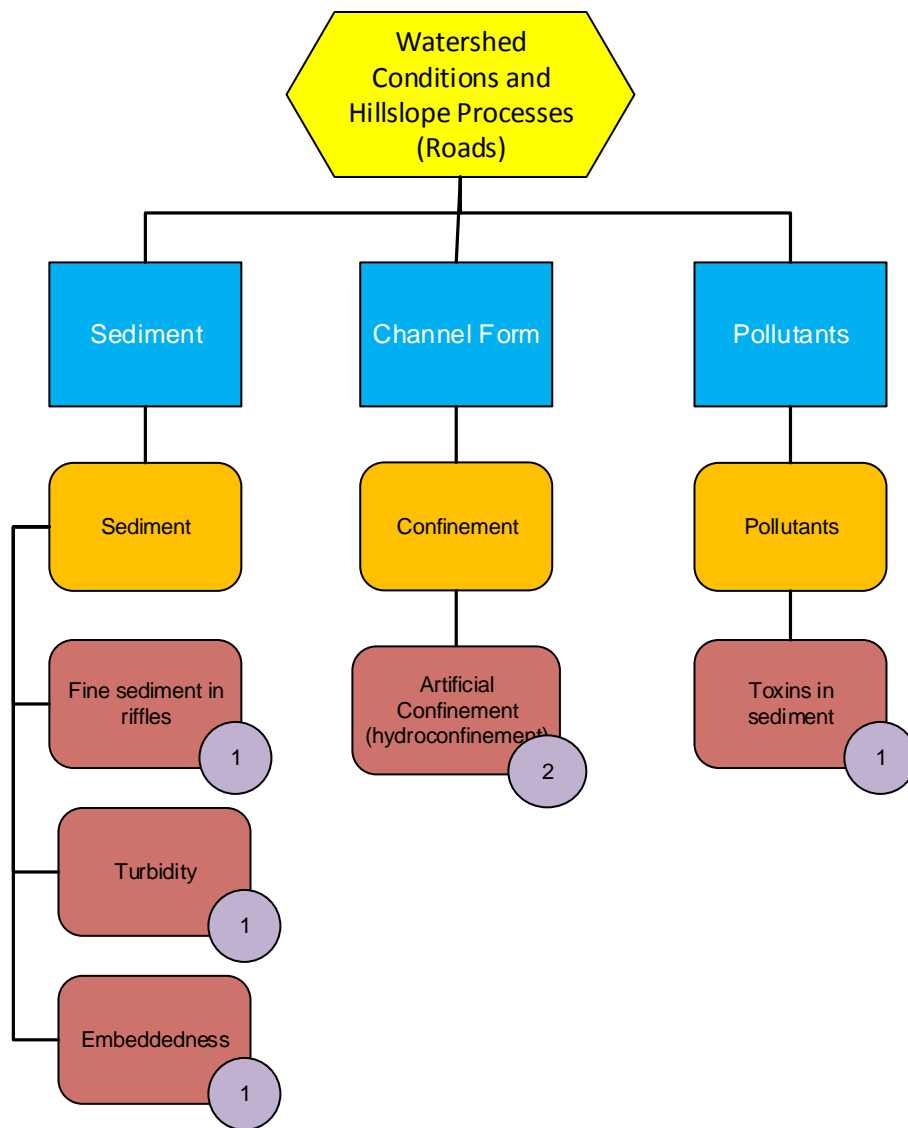 Watershed
Conditions and
Hillslope Processes
(Roads)
Sediment
Channel Form
Pollutants
Sediment
Confinement
Pollutants
Fine sediment in
riffles
1
Artificial
Confinement
(hydroconfinement)
2
Toxins in
sediment
1
Turbidity
1
Embeddedness
1